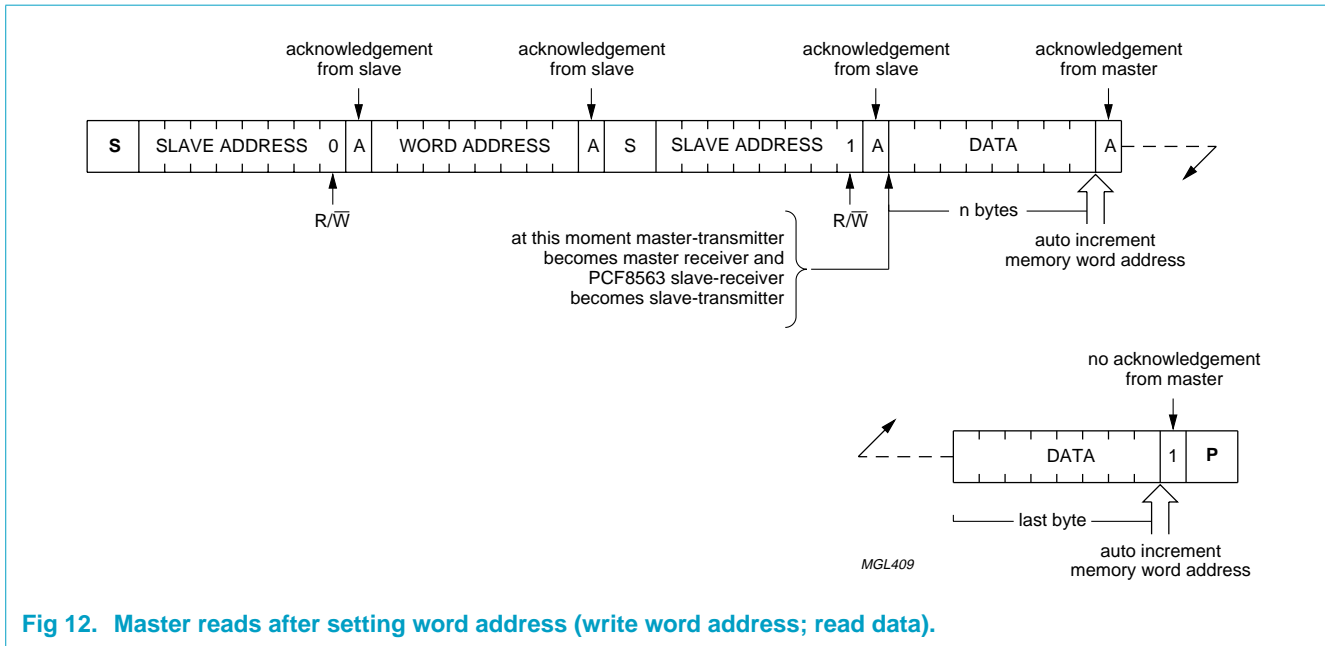 acknowledgement
from slave
acknowledgement
from slave
acknowledgement
from slave
acknowledgement
from master
S SLAVE ADDRESS 0 A WORD ADDRESS A S SLAVE ADDRESS 1 A DATA A
R/W̅
R/W̅
n bytes
at this moment master-transmitter
becomes master receiver and
PCF8563 slave-receiver
becomes slave-transmitter
auto increment
memory word address
no acknowledgement
from master
DATA 1 P
last byte
auto increment
memory word address
MGL409
Fig 12. Master reads after setting word address (write word address; read data).